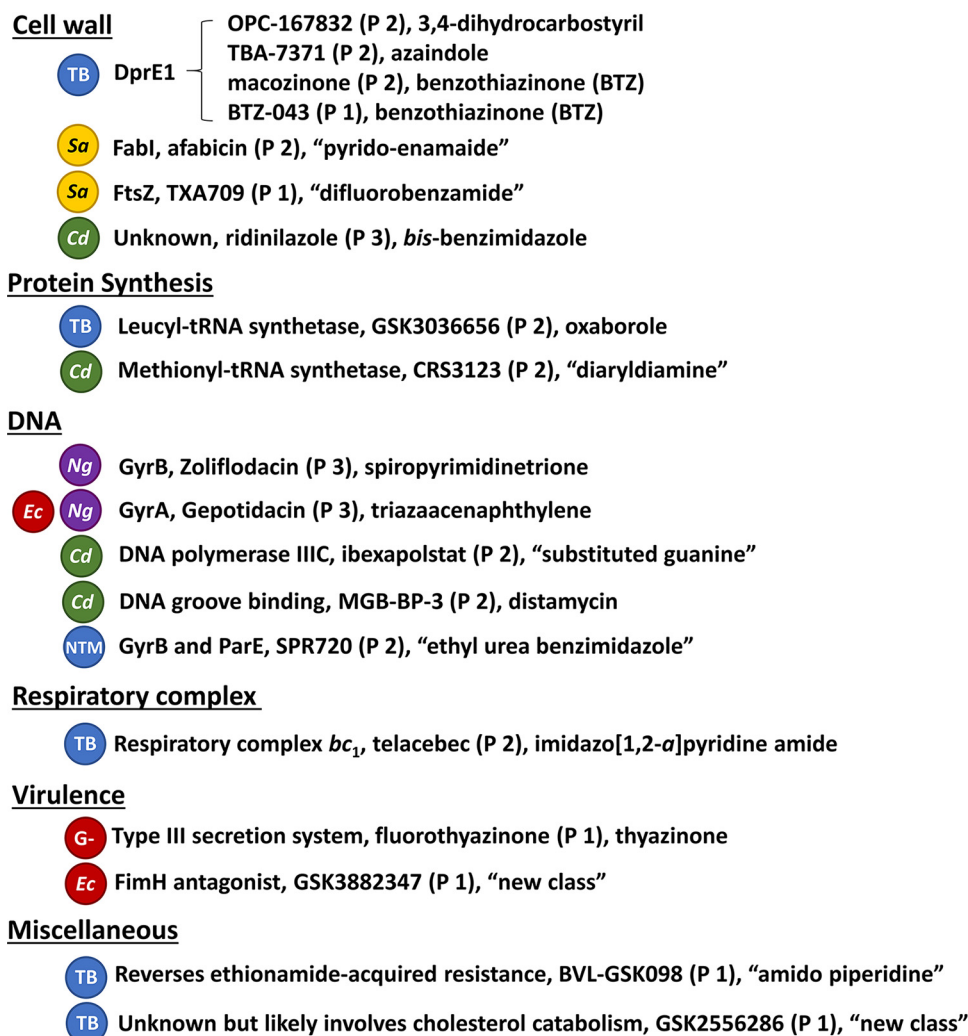 Cell wall
OPC-167832 (P 2), 3,4-dihydrocarbostyril
TBA-7371 (P 2), azaindole
TB DprE1
macozinone (P 2), benzothiazinone (BTZ)
BTZ-043 (P 1), benzothiazinone (BTZ)
Sa FabI, afabicin (P 2), “pyrido-enamaide”
Sa FtsZ, TXA709 (P 1), “difluorobenzamide”
Cd Unknown, ridinilazole (P 3), bis-benzimidazole
Protein Synthesis
TB Leucyl-tRNA synthetase, GSK3036656 (P 2), oxaborole
Cd Methionyl-tRNA synthetase, CRS3123 (P 2), “diaryldiamine”
DNA
Ng GyrB, Zoliflodacin (P 3), spiropyrimidinetrione
Ec Ng GyrA, Gepotidacin (P 3), triazaacenaphthylene
Cd DNA polymerase IIIC, ibexapolstat (P 2), “substituted guanine”
Cd DNA groove binding, MGB-BP-3 (P 2), distamycin
NTM GyrB and ParE, SPR720 (P 2), “ethyl urea benzimidazole”
Respiratory complex
TB Respiratory complex bc1, telacebec (P 2), imidazo[1,2-a]pyridine amide
Virulence
G- Type III secretion system, fluorothyazinone (P 1), thyazinone
Ec FimH antagonist, GSK3882347 (P 1), “new class”
Miscellaneous
TB Reverses ethionamide-acquired resistance, BVL-GSK098 (P 1), “amido piperidine”
TB Unknown but likely involves cholesterol catabolism, GSK2556286 (P 1), “new class”